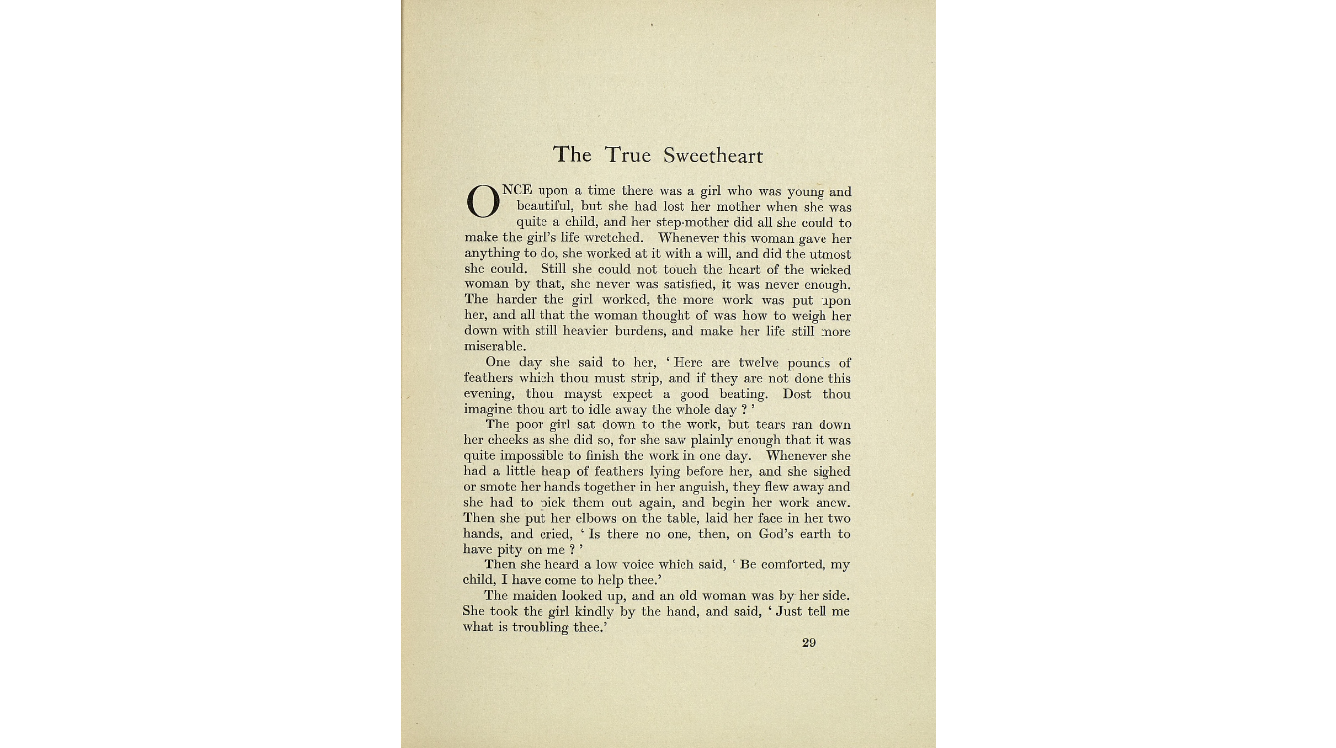 The True Sweetheart
ONCE upon a time there was a girl who was young and
beautiful, but she had lost her mother when she was
quite a child, and her step-mother did all she could to
make the girl's life wretched. Whenever this woman gave her
anything to do, she worked at it with a will, and did the utmost
she could. Still she could not touch the heart of the wicked
woman by that, she never was satisfied, it was never enough.
The harder the girl worked, the more work was put upon
her, and all that the woman thought of was how to weigh her
down with still heavier burdens, and make her life still more
miserable.
One day she said to her, ‘ Here are twelve pounds of
feathers which thou must strip, and if they are not done this
evening, thou mayst expect a good beating. Dost thou
imagine thou art to idle away the whole day ? ’
The poor girl sat down to the work, but tears ran down
her cheeks as she did so, for she saw plainly enough that it was
quite impossible to finish the work in one day. Whenever she
had a little heap of feathers lying before her, and she sighed
or smote her hands together in her anguish, they flew away and
she had to pick them out again, and begin her work anew.
Then she put her elbows on the table, laid her face in her two
hands, and cried, ‘ Is there no one, then, on God's earth to
have pity on me ? ’
Then she heard a low voice which said, ‘ Be comforted, my
child, I have come to help thee.’
The maiden looked up, and an old woman was by her side.
She took the girl kindly by the hand, and said, ‘ Just tell me
what is troubling thee.’
29